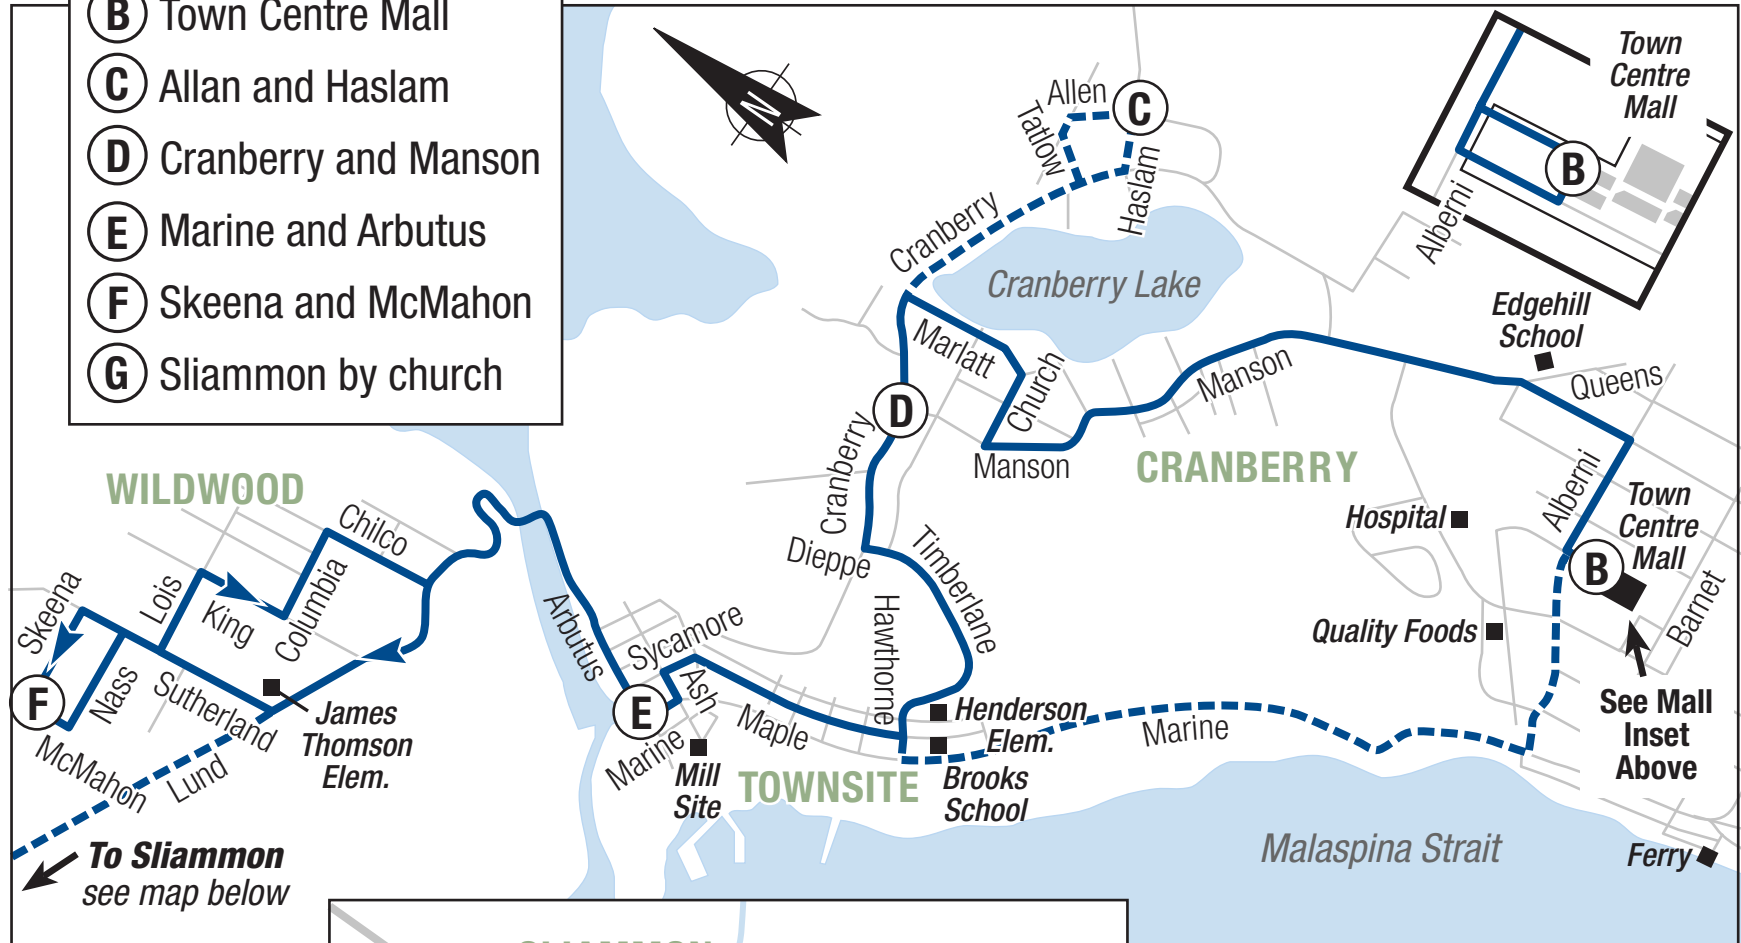 B Town Centre Mall
C Allan and Haslam
D Cranberry and Manson
E Marine and Arbutus
F Skeena and McMahon
G Sliammon by church
N
Allen
C
Tatlow
Haslam
Cranberry
Cranberry Lake
Town
Centre
Mall
B
Alberni
Edgehill
School
Queens
Marlatt
Church
Manson
D
Cranberry
Manson
CRANBERRY
Alberni
Hospital
Town
Centre
Mall
B
Barnet
Quality Foods
See Mall
Inset
Above
WILDWOOD
Chilco
Skeena
Lois
King
Columbia
Nass
F
Sutherland
McMahon
Lund
James
Thomson
Elem.
To Sliammon
see map below
Arbutus
Sycamore
E
Ash
Marine
Maple
Mill
Site
TOWNSITE
Dieppe
Timberlane
Hawthorne
Henderson
Elem.
Brooks
School
Marine
Malaspina Strait
Ferry
SLIAMMON